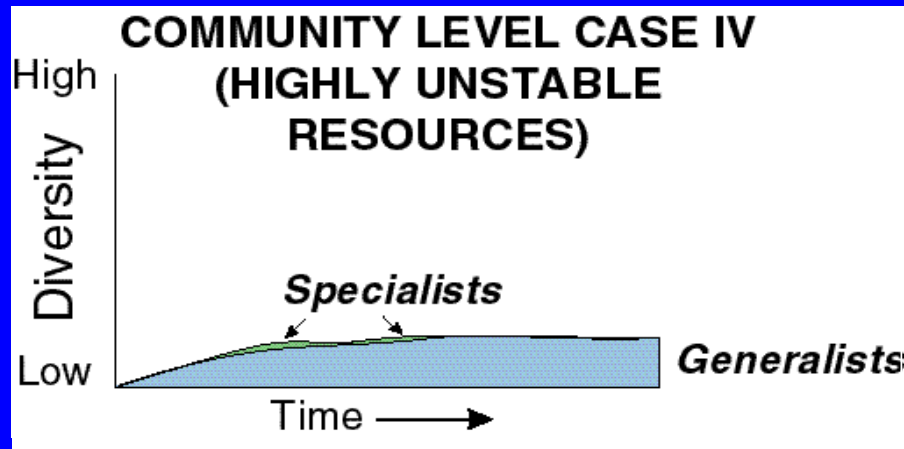 COMMUNITY LEVEL CASE IV
(HIGHLY UNSTABLE
RESOURCES)
High
Diversity
Low
Specialists
Generalists
Time